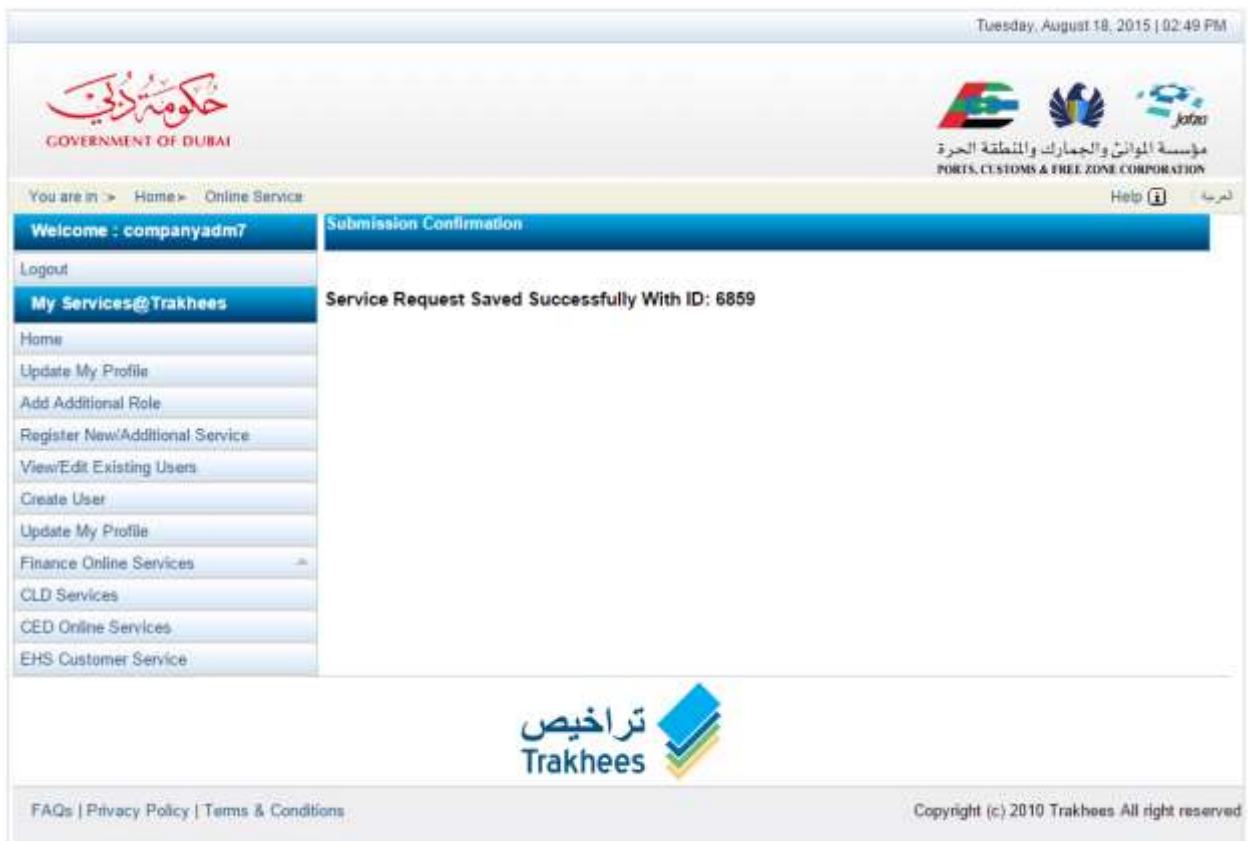 Tuesday, August 18, 2015 | 02:49 PM
حكومة دبي
GOVERNMENT OF DUBAI
jafza
مؤسسة الموانئ والجمارك والمنطقة الحرة
PORTS, CUSTOMS & FREE ZONE CORPORATION
You are in :> Home> Online Service
Help العربية
Welcome : companyadm7
Submission Confirmation
Logout
My Services@Trakhees
Service Request Saved Successfully With ID: 6859
Home
Update My Profile
Add Additional Role
Register New/Additional Service
View/Edit Existing Users
Create User
Update My Profile
Finance Online Services
CLD Services
CED Online Services
EHS Customer Service
تراخيص
Trakhees
FAQs | Privacy Policy | Terms & Conditions
Copyright (c) 2010 Trakhees All right reserved